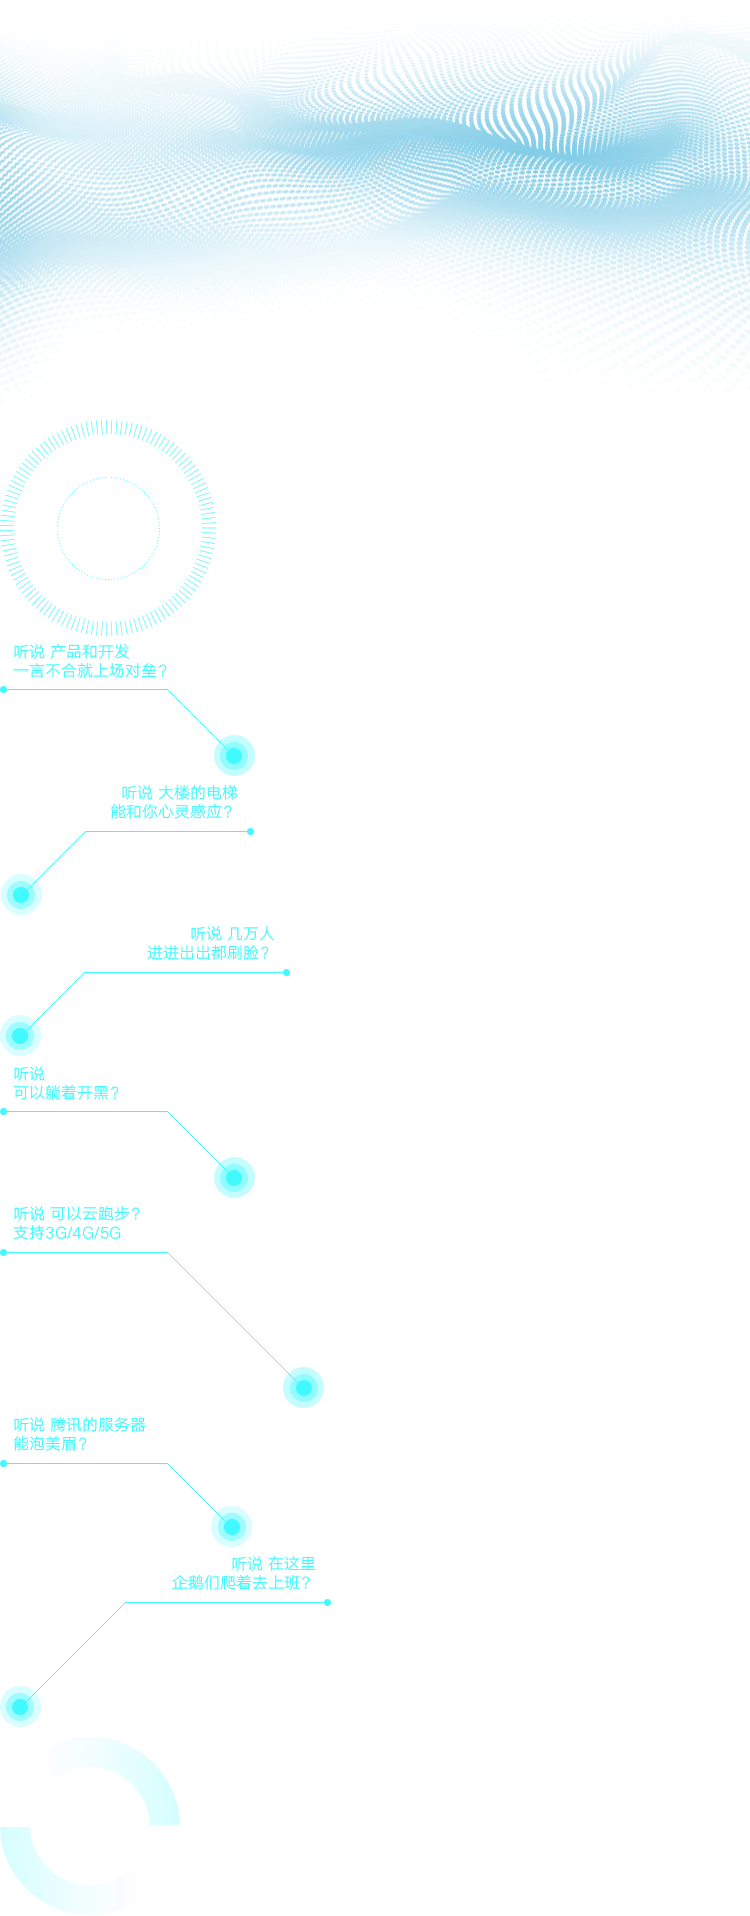 听说 产品和开发
一言不合就上场对垒?
听说 大楼的电梯
能和你心灵感应?
听说 几万人
进进出出都刷脸?
听说
可以躺着开黑?
听说 可以云跑步?
支持3G/4G/5G
听说 腾讯的服务器
能泡美眉?
听说 在这里
企鹅们爬着去上班?